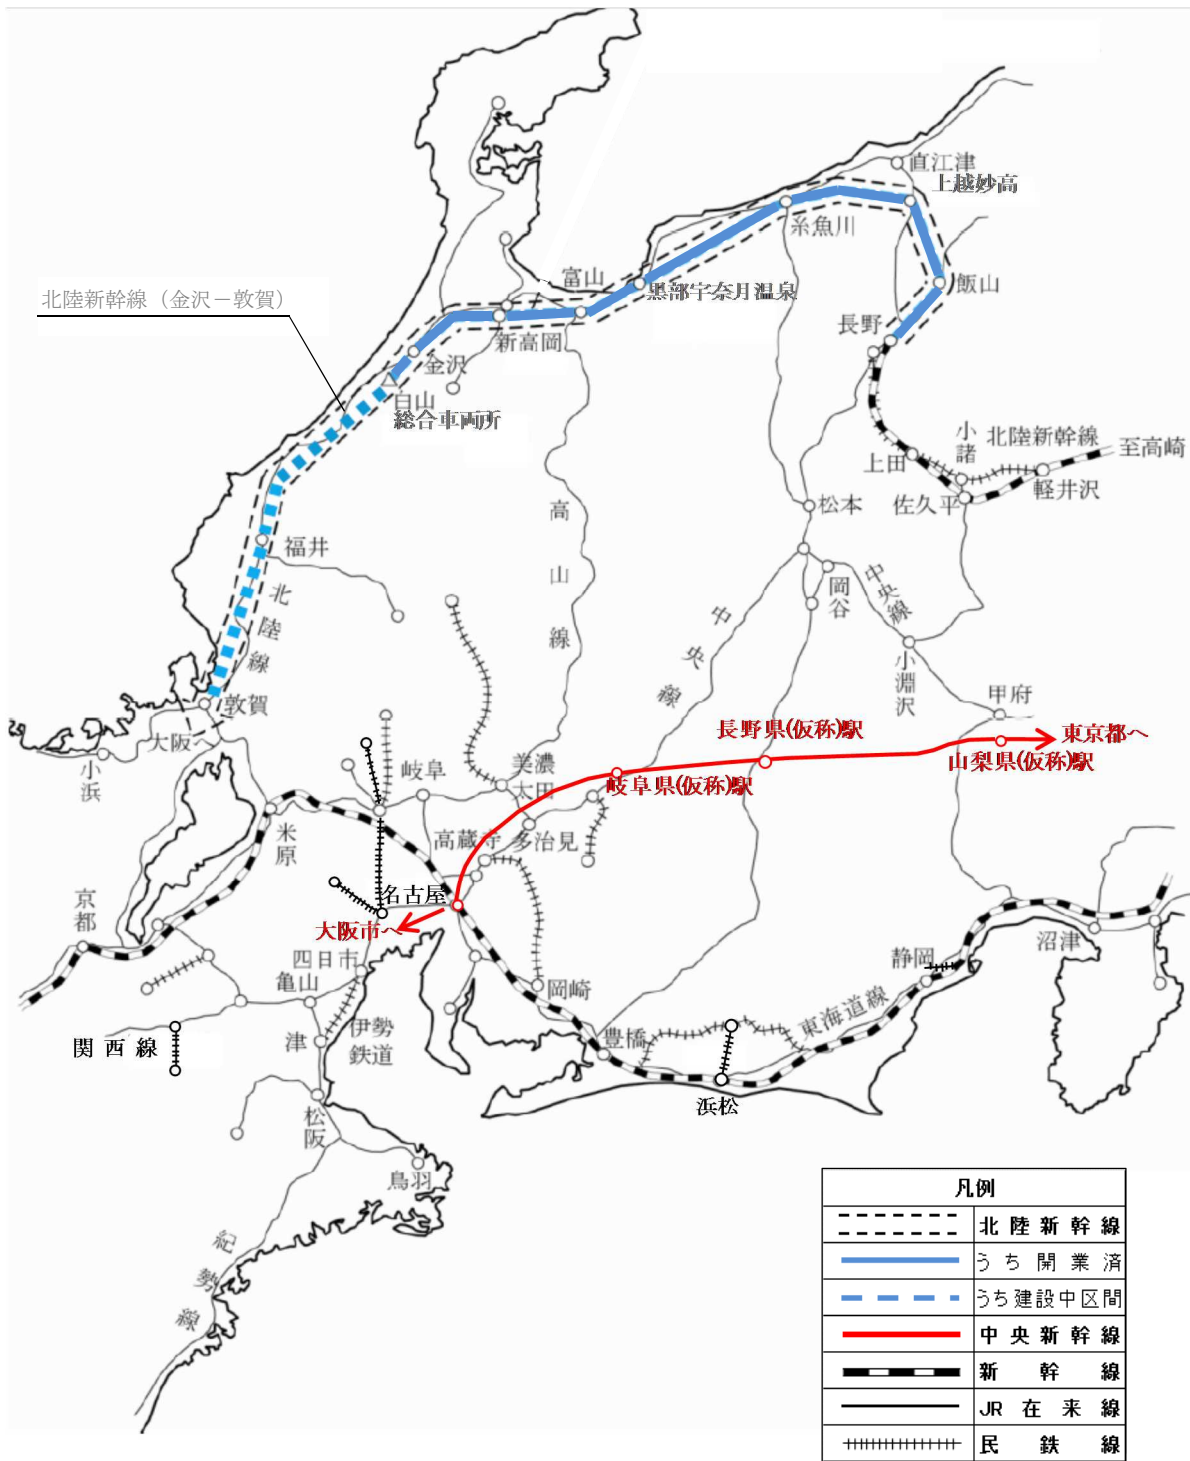 直江津
上越妙高
糸魚川
富山
黒部宇奈月温泉
飯山
北陸新幹線（金沢－敦賀）
長野
新高岡
金沢
白山
総合車両所
小諸
北陸新幹線
至高崎
上田
軽井沢
佐久平
松本
高山線
福井
岡谷
中央線
北陸線
中央線
小淵沢
敦賀
甲府
大阪へ
長野県(仮称)駅
東京都へ
山梨県(仮称)駅
小浜
岐阜
美濃
太田
岐阜県(仮称)駅
米原
高蔵寺
多治見
京都
名古屋
大阪市へ
四日市
静岡
沼津
亀山
岡崎
東海道線
伊勢
鉄道
津
豊橋
関西線
浜松
松阪
鳥羽
紀勢線
凡例
北陸新幹線
うち開業済
うち建設中区間
中央新幹線
新幹線
JR在来線
民鉄線